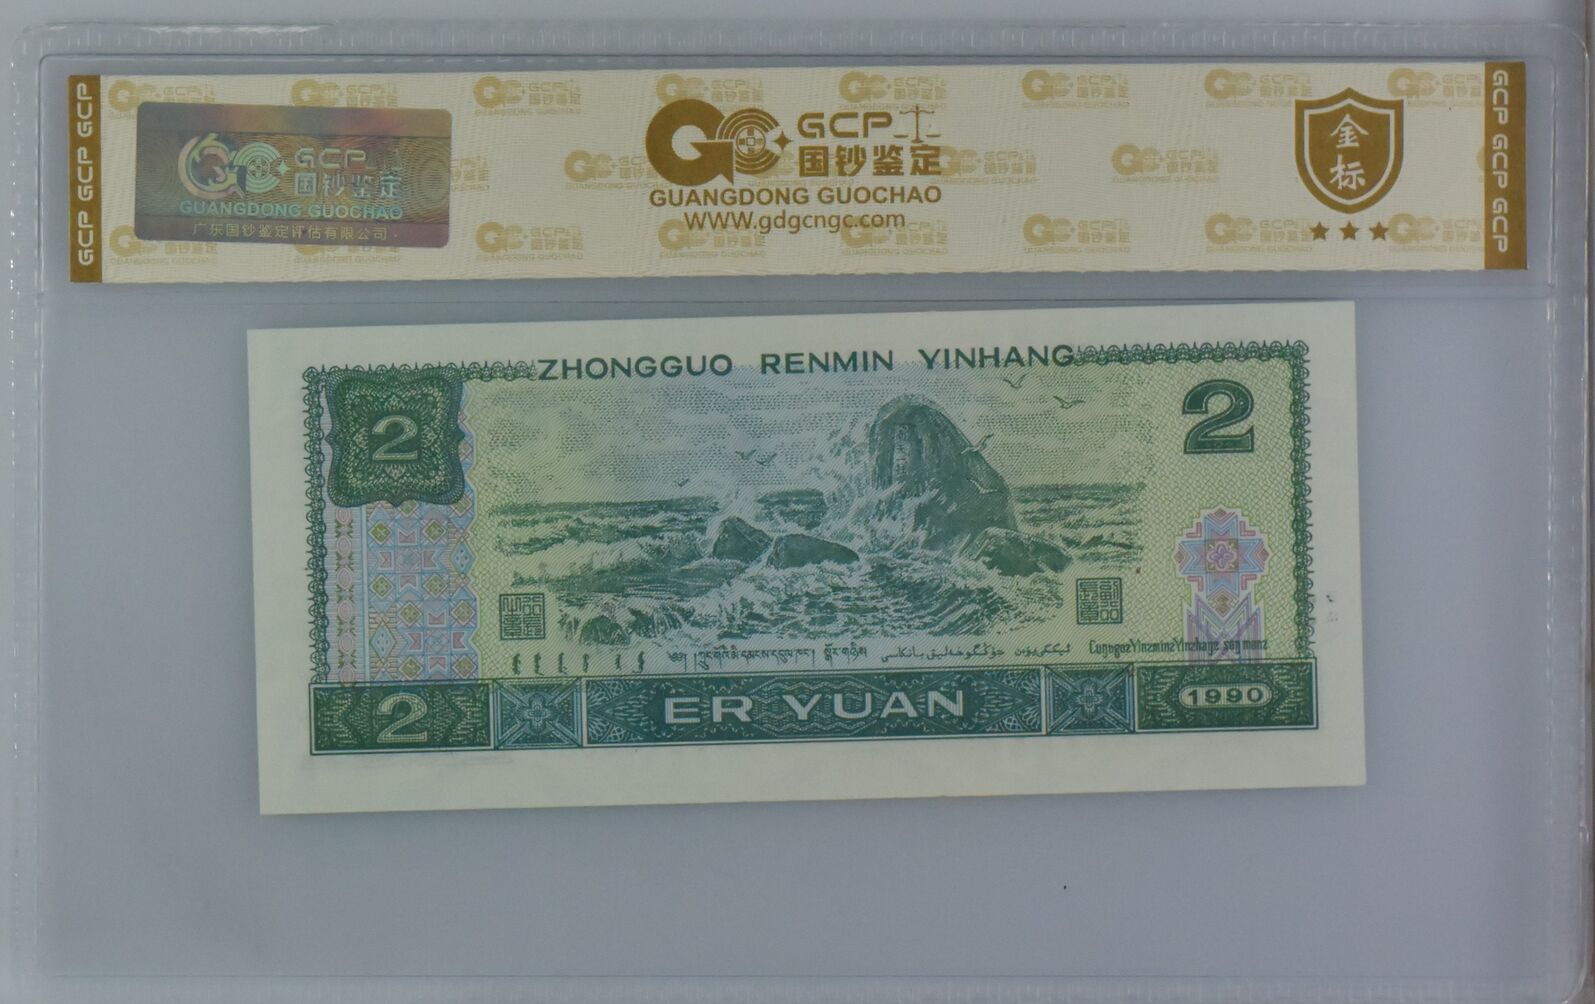 GCP GCP GCP
GCP
国钞鉴定
GUANGDONG GUOCHAO
广东国钞鉴定评估有限公司
GCP
国钞鉴定
GUANGDONG GUOCHAO
WWW.gdgcngc.com
金
标
GCP GCP GCP
ZHONGGUO RENMIN YINHANG
2
2
2
ER YUAN
1990